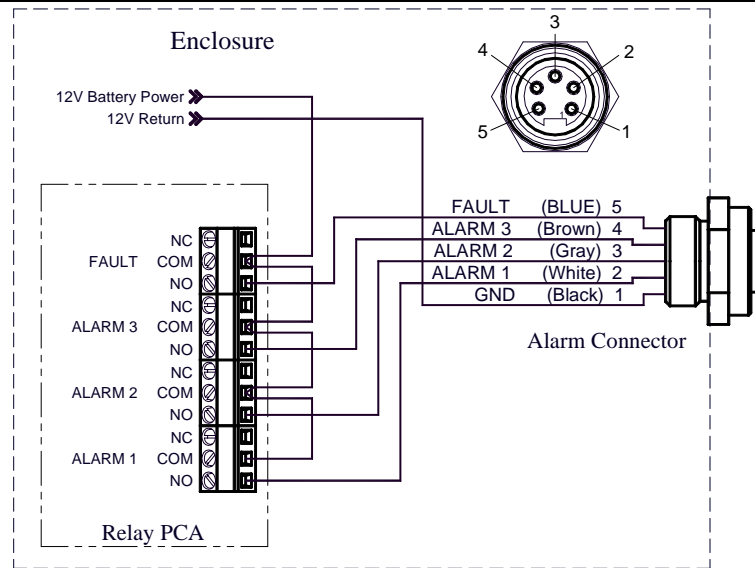 Enclosure
3
4
2
5
1
1
12V Battery Power
12V Return
FAULT (BLUE) 5
ALARM 3 (Brown) 4
ALARM 2 (Gray) 3
ALARM 1 (White) 2
GND (Black) 1
Alarm Connector
NC
FAULT COM
NO
NC
ALARM 3 COM
NO
NC
ALARM 2 COM
NO
NC
ALARM 1 COM
NO
Relay PCA